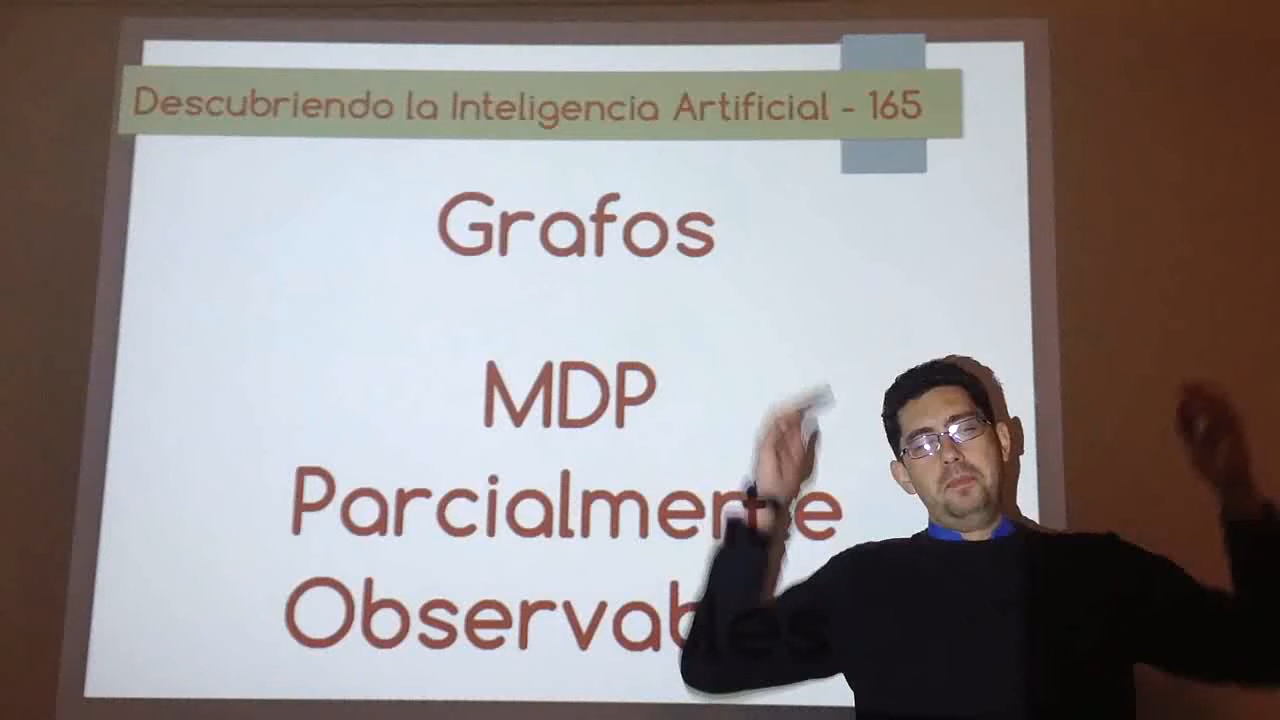 Descubriendo la Inteligencia Artificial - 165
Grafos
MDP
Parcialmente
Observables